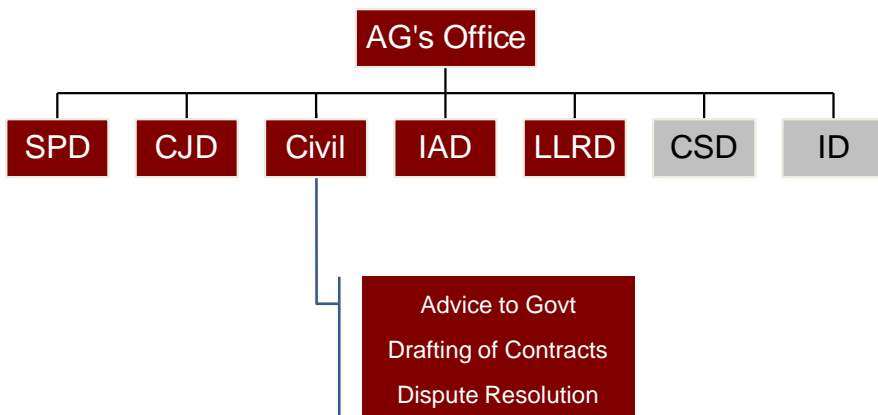 AG's Office
SPD
CJD
Civil
IAD
LLRD
CSD
ID
Advice to Govt
Drafting of Contracts
Dispute Resolution